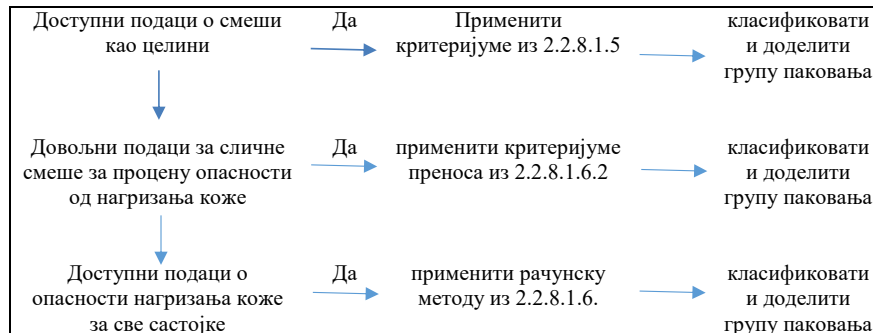 Доступни подаци о смеши
као целини
Да
Применити
критеријуме из 2.2.8.1.5
класификовати
и доделити
групу паковања
Довољни подаци за сличне
смеше за процену опасности
од нагризања коже
Да
применити критеријуме
преноса из 2.2.8.1.6.2
класификовати
и доделити
групу паковања
Доступни подаци о
опасности нагризања коже
за све састојке
Да
применити рачунску
методу из 2.2.8.1.6.
класификовати
и доделити
групу паковања